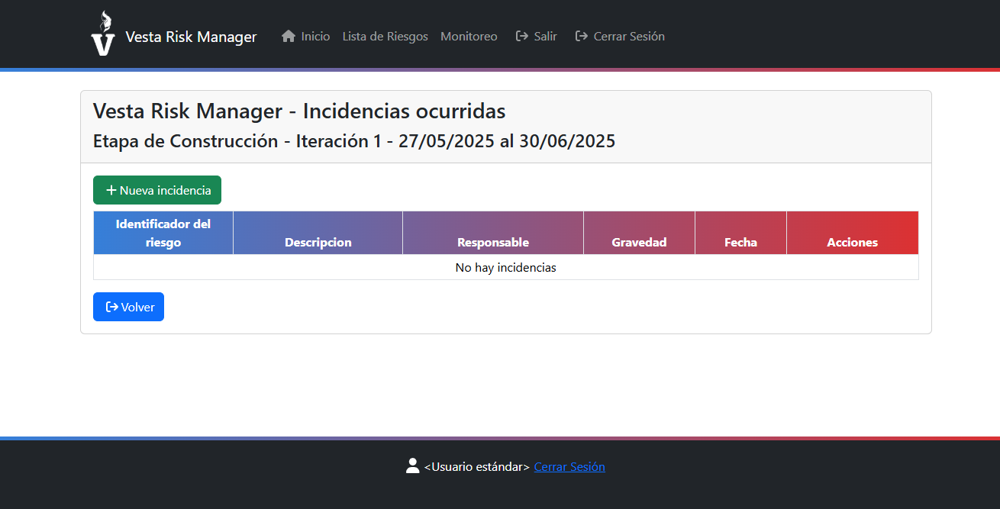 V
Vesta Risk Manager
Inicio
Lista de Riesgos
Monitoreo
Salir
Cerrar Sesión
Vesta Risk Manager - Incidencias ocurridas
Etapa de Construcción - Iteración 1 - 27/05/2025 al 30/06/2025
Nueva incidencia
Identificador del
riesgo
Descripcion
Responsable
Gravedad
Fecha
Acciones
No hay incidencias
Volver
<Usuario estándar> Cerrar Sesión